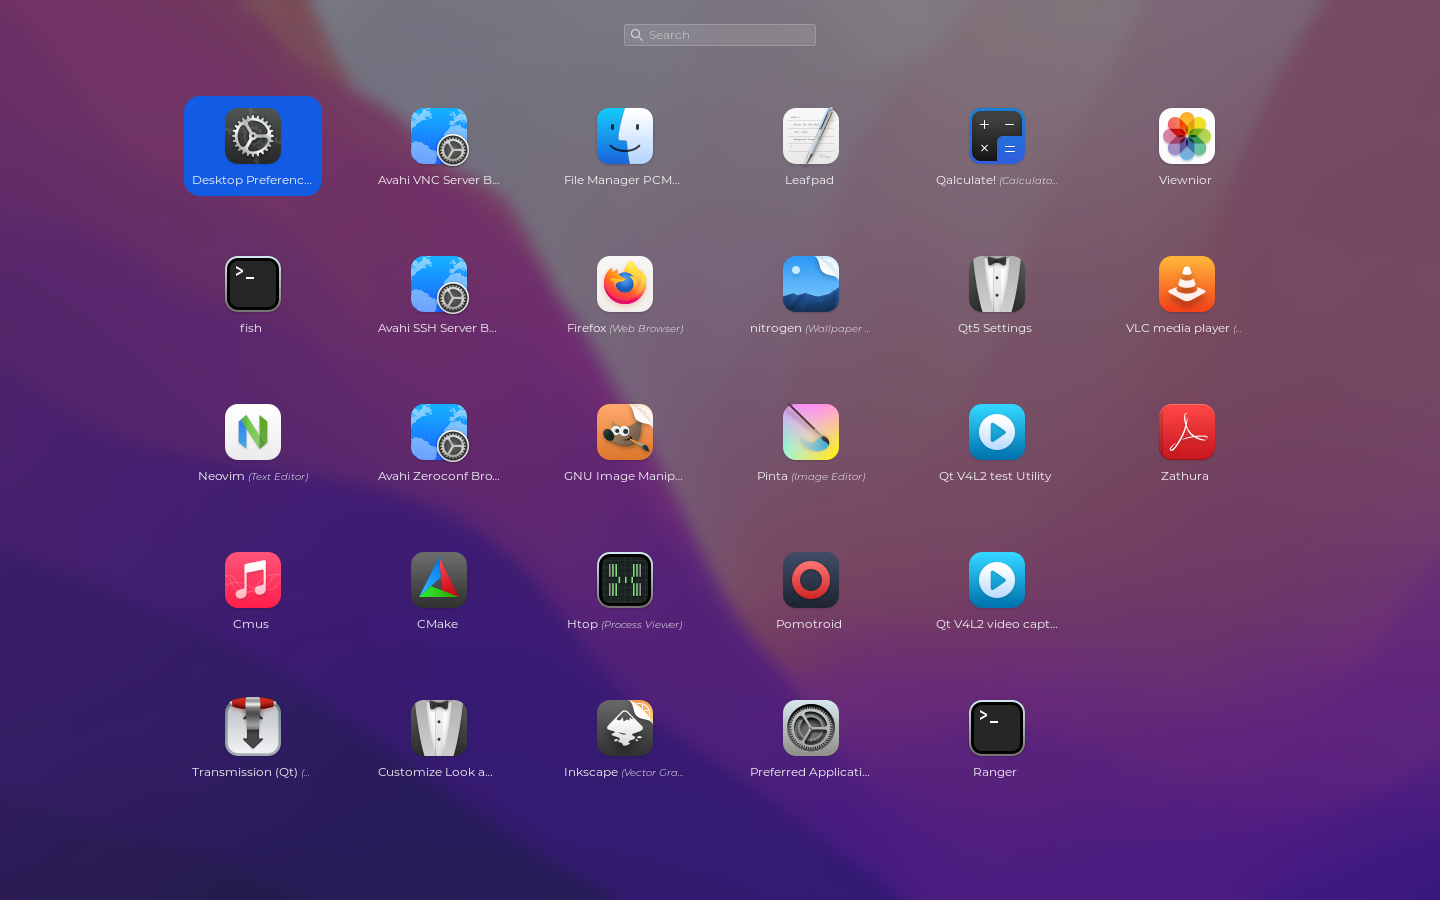 Search
Desktop Preferenc...
Avahi VNC Server B...
File Manager PCM...
Leafpad
Qalculate! (Calculato...
Viewnior
fish
Avahi SSH Server B...
Firefox (Web Browser)
nitrogen (Wallpaper ...
Qt5 Settings
VLC media player (...
Neovim (Text Editor)
Avahi Zeroconf Bro...
GNU Image Manip...
Pinta (Image Editor)
Qt V4L2 test Utility
Zathura
Cmus
CMake
Htop (Process Viewer)
Pomotroid
Qt V4L2 video capt...
Transmission (Qt) (...
Customize Look a...
Inkscape (Vector Gra...
Preferred Applicati...
Ranger